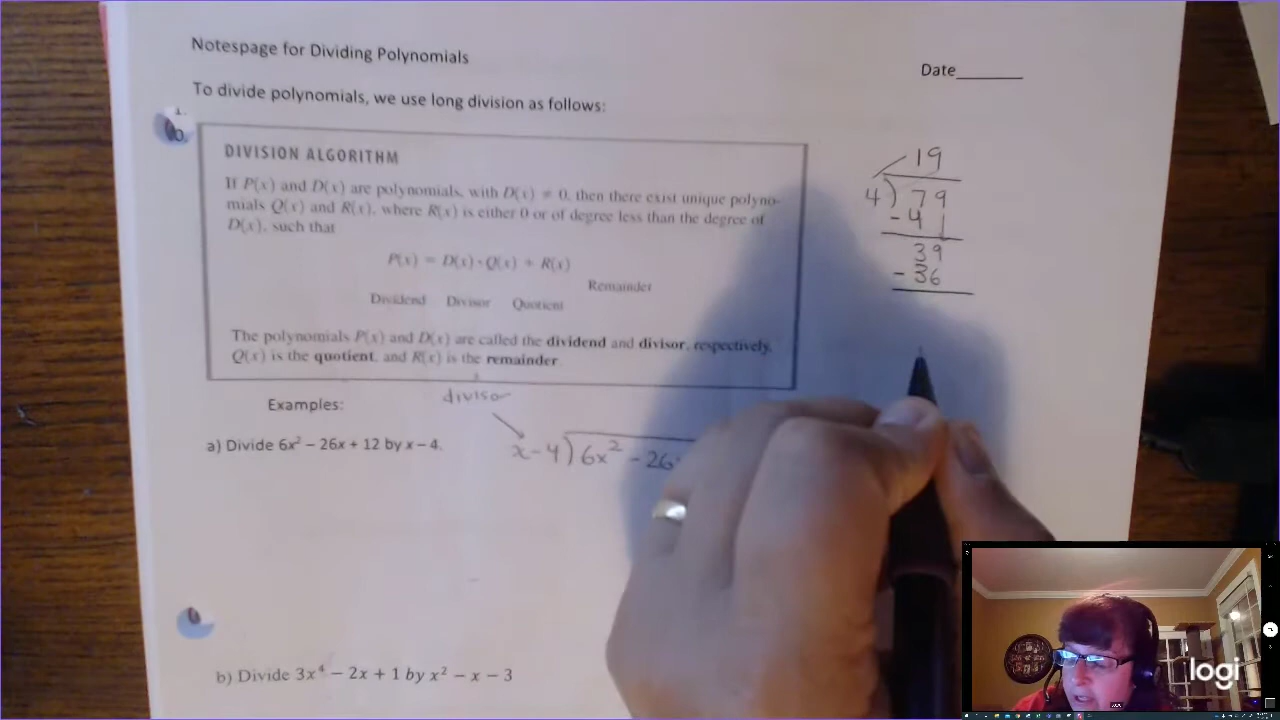 Notespage for Dividing Polynomials
Date_______
To divide polynomials, we use long division as follows:
DIVISION ALGORITHM
If P(x) and D(x) are polynomials, with D(x) ≠ 0, then there exist unique polyno-
mials Q(x) and R(x), where R(x) is either 0 or of degree less than the degree of
D(x), such that
P(x) = D(x)·Q(x) + R(x)
Remainder
Dividend Divisor Quotient
The polynomials P(x) and D(x) are called the dividend and divisor, respectively.
Q(x) is the quotient, and R(x) is the remainder
19
4)79
-4
39
-36
Examples:
divisor
a) Divide 6x² – 26x + 12 by x – 4.
x-4)6x² - 26
b) Divide 3x⁴ – 2x + 1 by x² – x – 3
logi